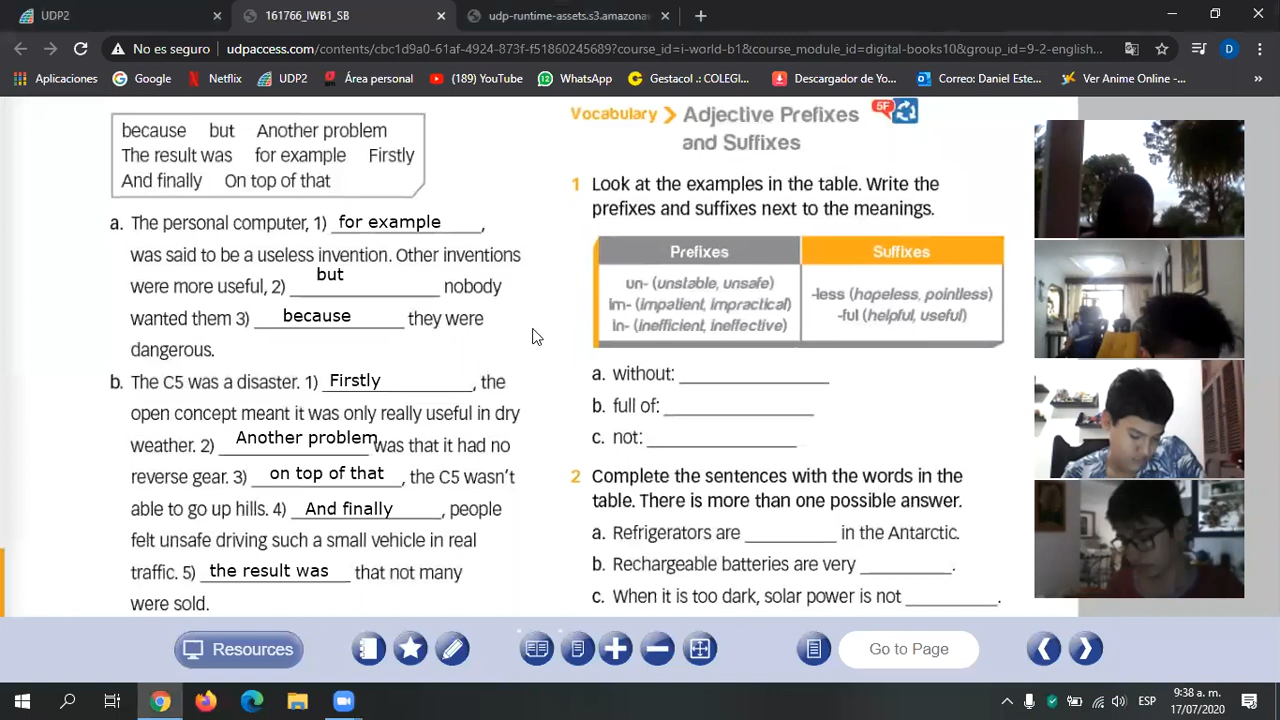 UDP2
161766_IWB1_SB
udp-runtime-assets.s3.amazonav
No es seguro
udpaccess.com/contents/cbc1d9a0-61af-4924-873f-f51860245689?course_id=i-world-b1&course_module_id=digital-books10&group_id=9-2-english...
D
Aplicaciones
Google
Netflix
UDP2
Área personal
(189) YouTube
WhatsApp
Gestacol .: COLEGI...
Descargador de Yo...
Correo: Daniel Este...
Ver Anime Online -...
»
because but Another problem
The result was for example Firstly
And finally On top of that
a. The personal computer, 1) for example,
was said to be a useless invention. Other inventions
were more useful, 2) but nobody
wanted them 3) because they were
dangerous.
b. The C5 was a disaster. 1) Firstly, the
open concept meant it was only really useful in dry
weather. 2) Another problem was that it had no
reverse gear. 3) on top of that, the C5 wasn't
able to go up hills. 4) And finally, people
felt unsafe driving such a small vehicle in real
traffic. 5) the result was that not many
were sold.
Vocabulary Adjective Prefixes
and Suffixes
5F
1 Look at the examples in the table. Write the
prefixes and suffixes next to the meanings.
Prefixes
Suffixes
un- (unstable, unsafe)
im- (impatient, impractical)
in- (inefficient, ineffective)
-less (hopeless, pointless)
-ful (helpful, useful)
a. without: ____________
b. full of: ____________
c. not: ____________
2 Complete the sentences with the words in the
table. There is more than one possible answer.
a. Refrigerators are ________ in the Antarctic.
b. Rechargeable batteries are very ________.
c. When it is too dark, solar power is not ________.
Resources
Go to Page
ESP
9:38 a. m.
17/07/2020